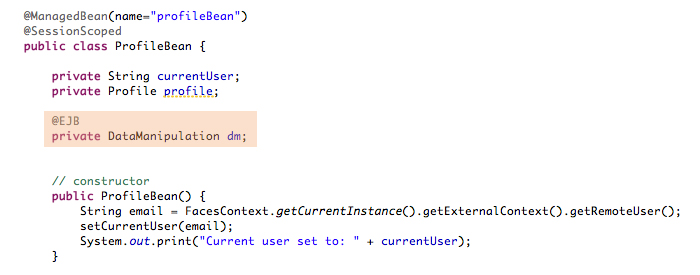 @ManagedBean(name="profileBean")
@SessionScoped
public class ProfileBean {
private String currentUser;
private Profile profile;
@EJB
private DataManipulation dm;
// constructor
public ProfileBean() {
String email = FacesContext.getCurrentInstance().getExternalContext().getRemoteUser();
setCurrentUser(email);
System.out.print("Current user set to: " + currentUser);
}